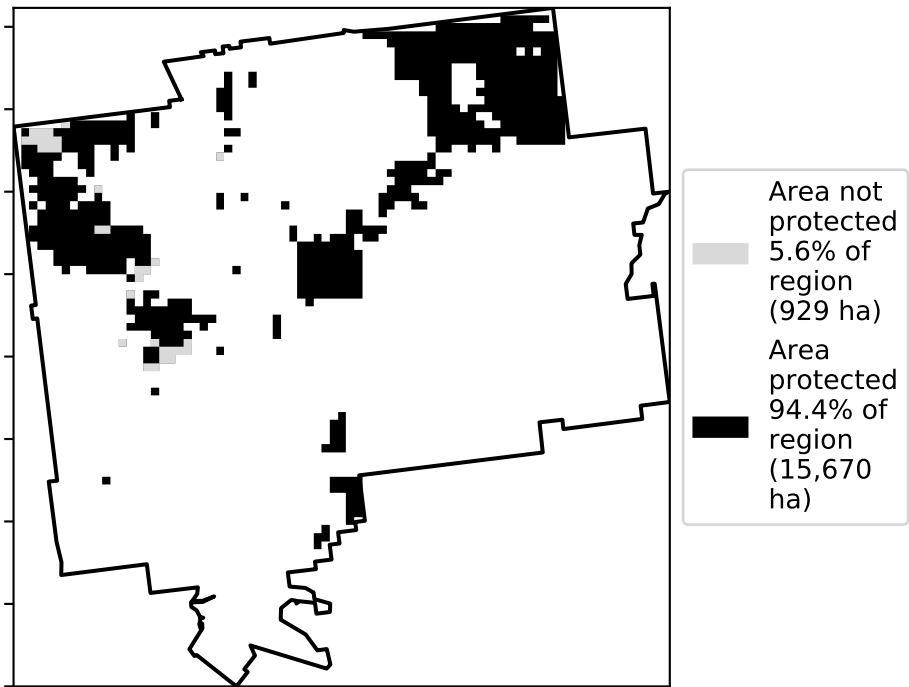 Area not
protected
5.6% of
region
(929 ha)
Area
protected
94.4% of
region
(15,670
ha)